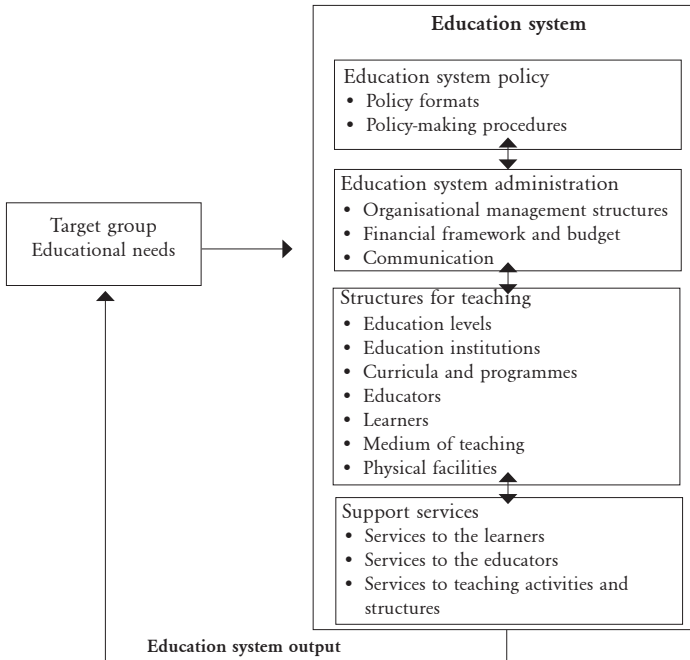 Education system
Education system policy
• Policy formats
• Policy-making procedures
Education system administration
• Organisational management structures
• Financial framework and budget
• Communication
Target group
Educational needs
Structures for teaching
• Education levels
• Education institutions
• Curricula and programmes
• Educators
• Learners
• Medium of teaching
• Physical facilities
Support services
• Services to the learners
• Services to the educators
• Services to teaching activities and
structures
Education system output